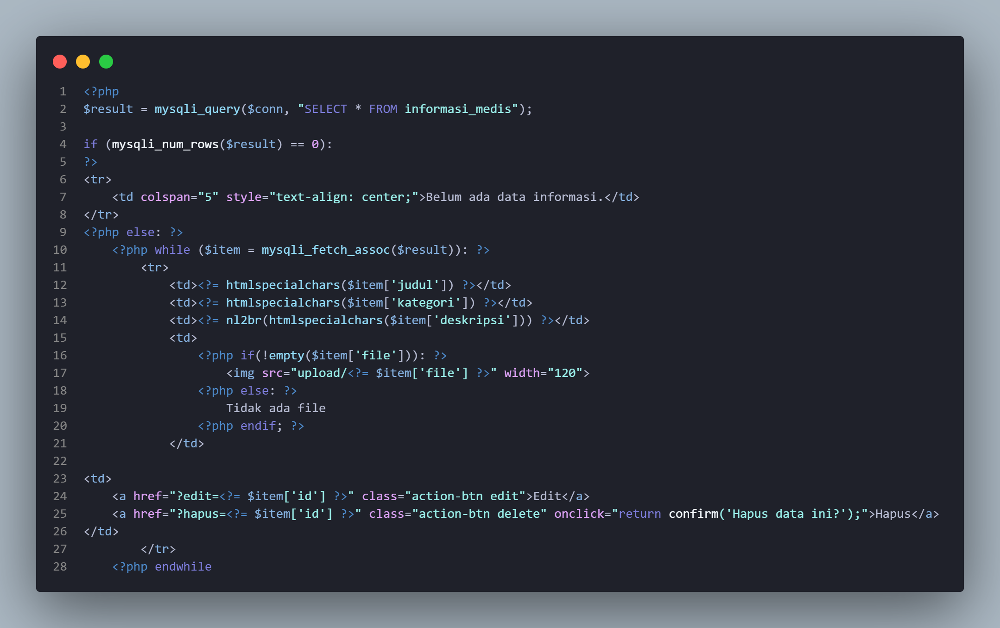 1 <?php
2 $result = mysqli_query($conn, "SELECT * FROM informasi_medis");
3
4 if (mysqli_num_rows($result) == 0):
5 ?>
6 <tr>
7     <td colspan="5" style="text-align: center;">Belum ada data informasi.</td>
8 </tr>
9 <?php else: ?>
10     <?php while ($item = mysqli_fetch_assoc($result)): ?>
11         <tr>
12             <td><?= htmlspecialchars($item['judul']) ?></td>
13             <td><?= htmlspecialchars($item['kategori']) ?></td>
14             <td><?= nl2br(htmlspecialchars($item['deskripsi'])) ?></td>
15             <td>
16                 <?php if(!empty($item['file'])): ?>
17                     <img src="upload/<?= $item['file'] ?>" width="120">
18                 <?php else: ?>
19                     Tidak ada file
20                 <?php endif; ?>
21             </td>
22
23 <td>
24     <a href="?edit=<?= $item['id'] ?>" class="action-btn edit">Edit</a>
25     <a href="?hapus=<?= $item['id'] ?>" class="action-btn delete" onclick="return confirm('Hapus data ini?');">Hapus</a>
26 </td>
27         </tr>
28     <?php endwhile